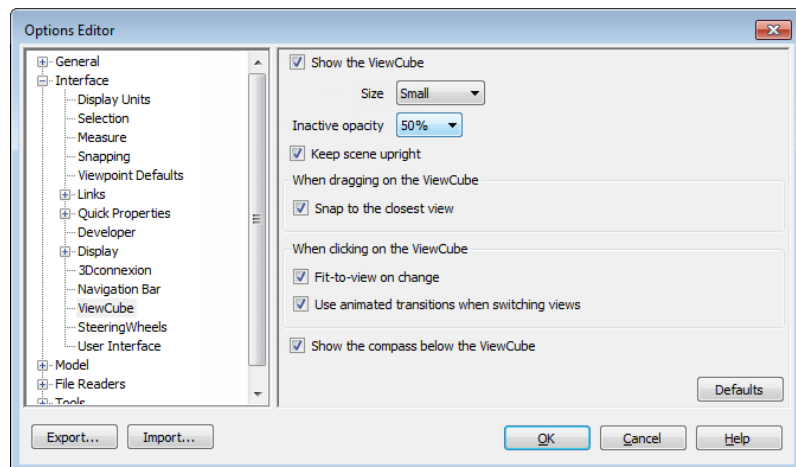 Options Editor
General
Interface
Display Units
Selection
Measure
Snapping
Viewpoint Defaults
Links
Quick Properties
Developer
Display
3Dconnexion
Navigation Bar
ViewCube
SteeringWheels
User Interface
Model
File Readers
Tools
Show the ViewCube
Size Small
Inactive opacity 50%
Keep scene upright
When dragging on the ViewCube
Snap to the closest view
When clicking on the ViewCube
Fit-to-view on change
Use animated transitions when switching views
Show the compass below the ViewCube
Defaults
Export... Import... OK Cancel Help